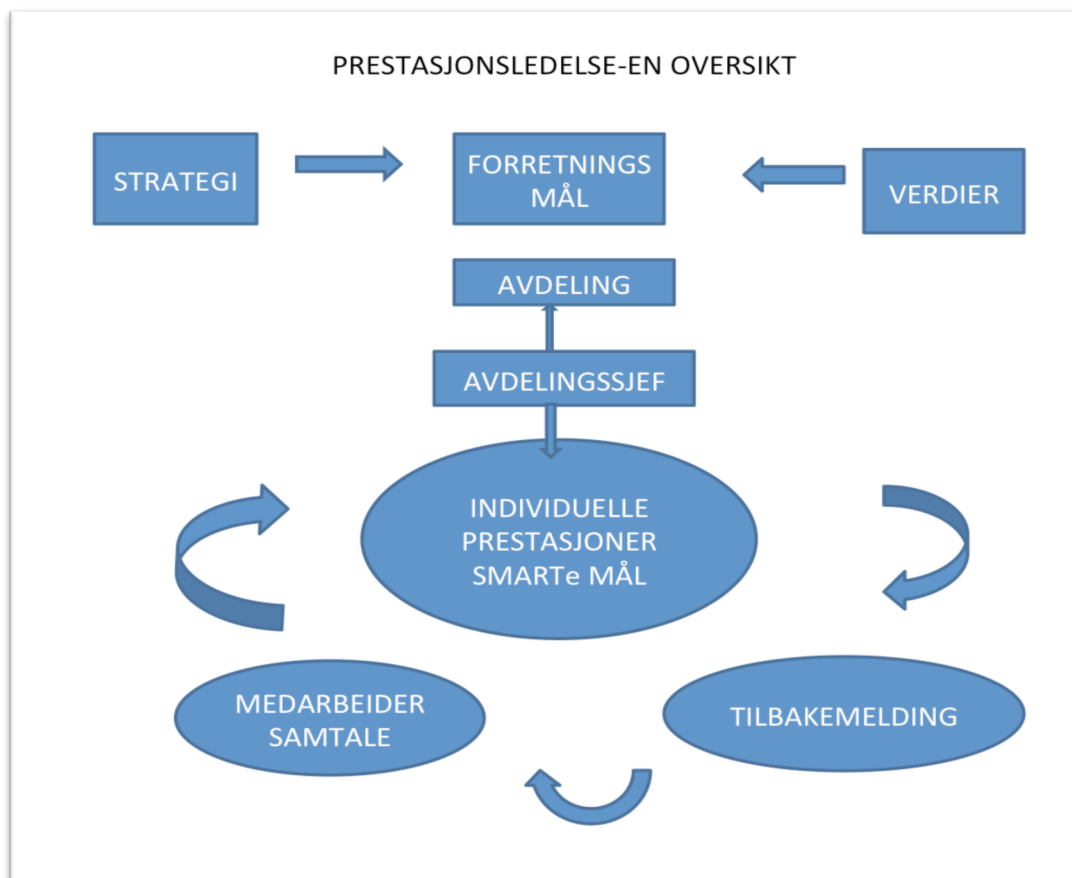 PRESTASJONSLEDELSE-EN OVERSIKT
STRATEGI
FORRETNINGS
MÅL
VERDIER
AVDELING
AVDELINGSSJEF
INDIVIDUELLE
PRESTASJONER
SMARTe MÅL
MEDARBEIDER
SAMTALE
TILBAKEMELDING